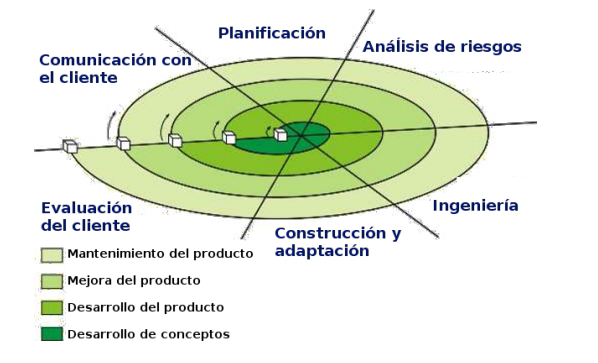 Planificación
Análisis de riesgos
Comunicación con
el cliente
Ingeniería
Evaluación
del cliente
Construcción y
adaptación
Mantenimiento del producto
Mejora del producto
Desarrollo del producto
Desarrollo de conceptos